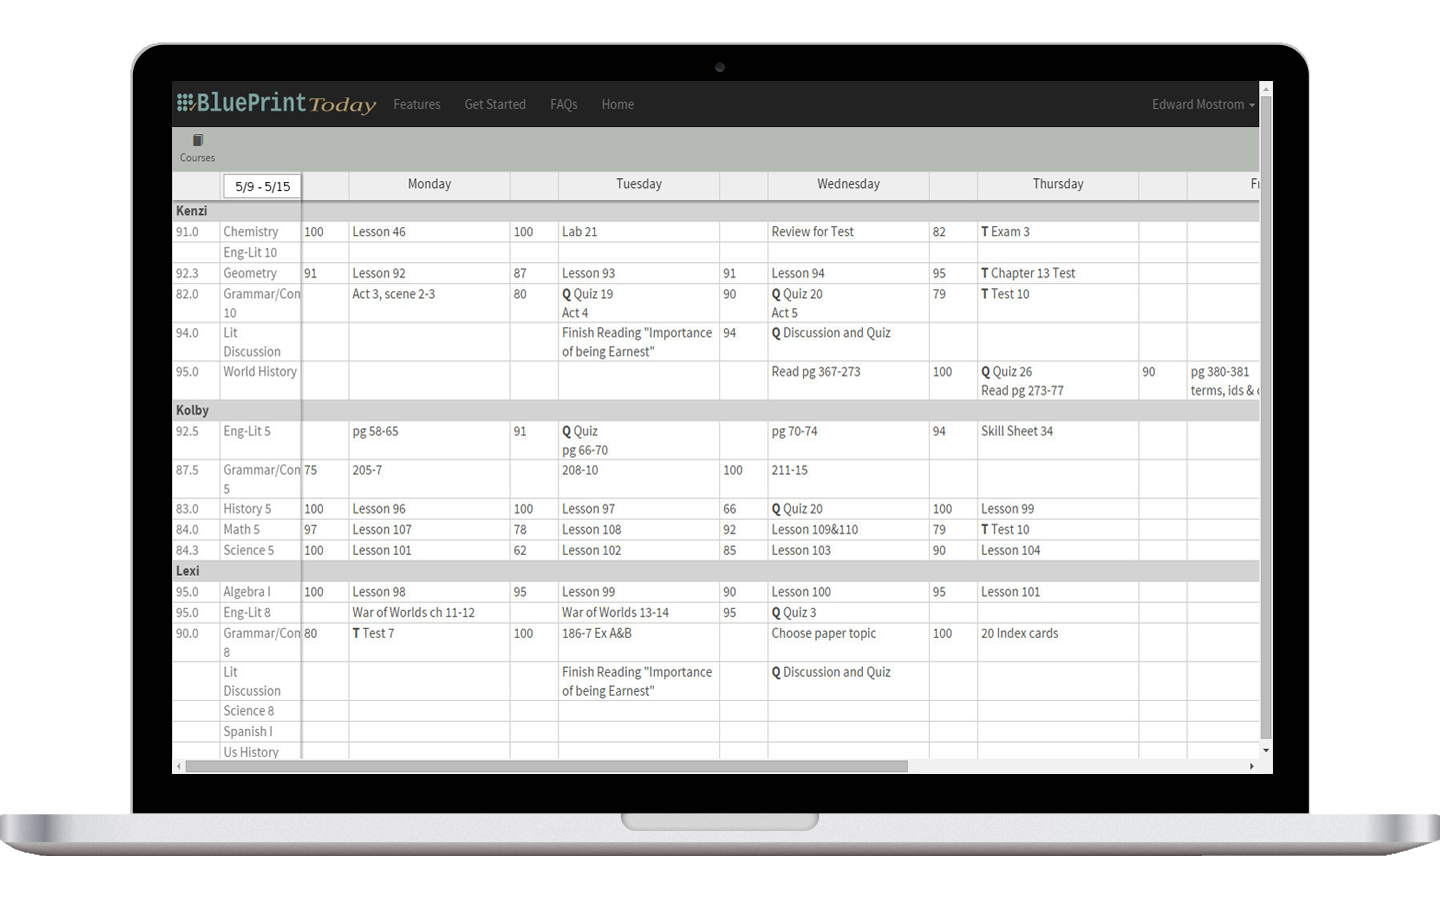 BluePrint Today Features Get Started FAQs Home Edward Mostrom
Courses
5/9 - 5/15 Monday Tuesday Wednesday Thursday Fr
Kenzi
91.0 Chemistry 100 Lesson 46 100 Lab 21 Review for Test 82 T Exam 3
Eng-Lit 10
92.3 Geometry 91 Lesson 92 87 Lesson 93 91 Lesson 94 95 T Chapter 13 Test
82.0 Grammar/Con Act 3, scene 2-3 80 Q Quiz 19 90 Q Quiz 20 79 T Test 10
10 Act 4 Act 5
94.0 Lit Finish Reading "Importance 94 Q Discussion and Quiz
Discussion of being Earnest"
95.0 World History Read pg 367-273 100 Q Quiz 26 90 pg 380-381
Read pg 273-77 terms, ids &
Kolby
92.5 Eng-Lit 5 pg 58-65 91 Q Quiz pg 70-74 94 Skill Sheet 34
pg 66-70
87.5 Grammar/Con 75 205-7 208-10 100 211-15
5
83.0 History 5 100 Lesson 96 100 Lesson 97 66 Q Quiz 20 100 Lesson 99
84.0 Math 5 97 Lesson 107 78 Lesson 108 92 Lesson 109&110 79 T Test 10
84.3 Science 5 100 Lesson 101 62 Lesson 102 85 Lesson 103 90 Lesson 104
Lexi
95.0 Algebra I 100 Lesson 98 95 Lesson 99 90 Lesson 100 95 Lesson 101
95.0 Eng-Lit 8 War of Worlds ch 11-12 War of Worlds 13-14 95 Q Quiz 3
90.0 Grammar/Con 80 T Test 7 100 186-7 Ex A&B Choose paper topic 100 20 Index cards
8
Lit Finish Reading "Importance Q Discussion and Quiz
Discussion of being Earnest"
Science 8
Spanish I
Us History